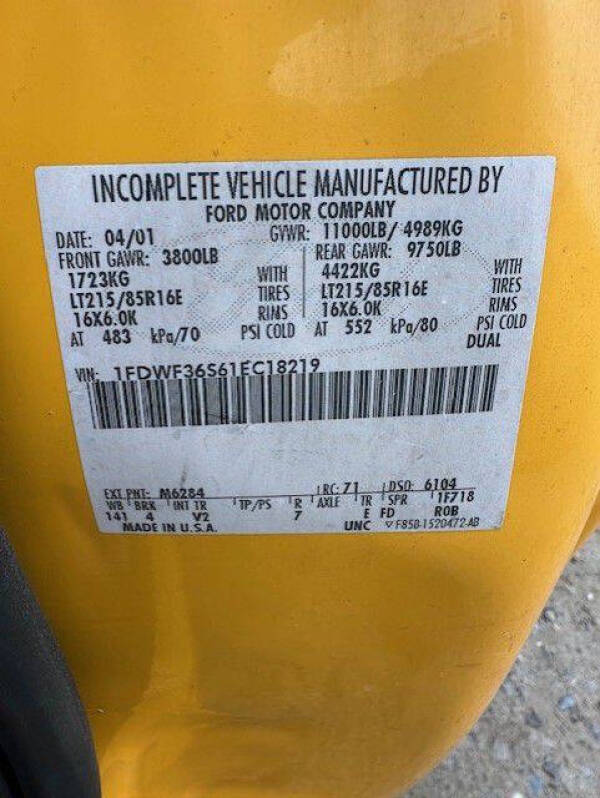 INCOMPLETE VEHICLE MANUFACTURED BY
FORD MOTOR COMPANY
DATE: 04/01 GVWR: 11000LB/ 4989KG
FRONT GAWR: 3800LB REAR GAWR: 9750LB
1723KG WITH 4422KG WITH
LT215/85R16E TIRES LT215/85R16E TIRES
16X6.0K RIMS 16X6.0K RIMS
AT 483 kPa/70 PSI COLD AT 552 kPa/80 PSI COLD
DUAL
VIN: 1FDWF36S61EC18219
EXT PNT: M6284 RC: 71 DSO: 6104
WB BRK INT TR TP/PS R AXLE TR SPR 1F718
141 4 V2 7 E FD ROB
MADE IN U.S.A. UNC F85B-1520472-AB